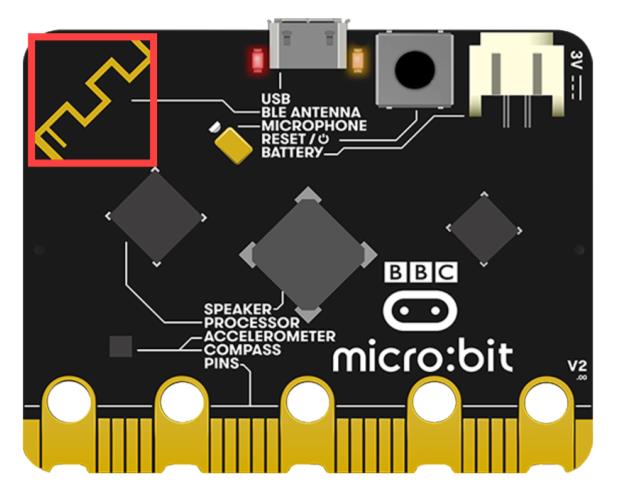 3V
USB
BLE ANTENNA
MICROPHONE
RESET / ⏻
BATTERY
BBC
SPEAKER
PROCESSOR
ACCELEROMETER
COMPASS
PINS
micro:bit
V2
.00